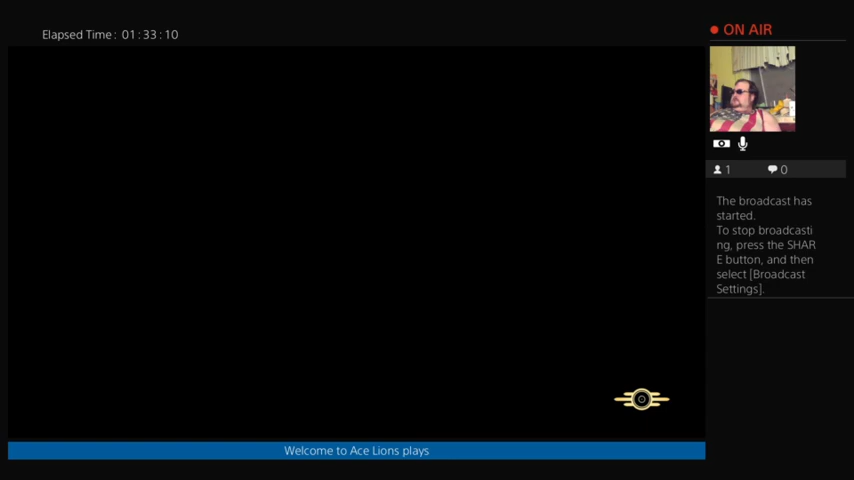 Elapsed Time: 01:33:10
ON AIR
1 0
The broadcast has
started.
To stop broadcasti
ng, press the SHAR
E button, and then
select [Broadcast
Settings].
Welcome to Ace Lions plays